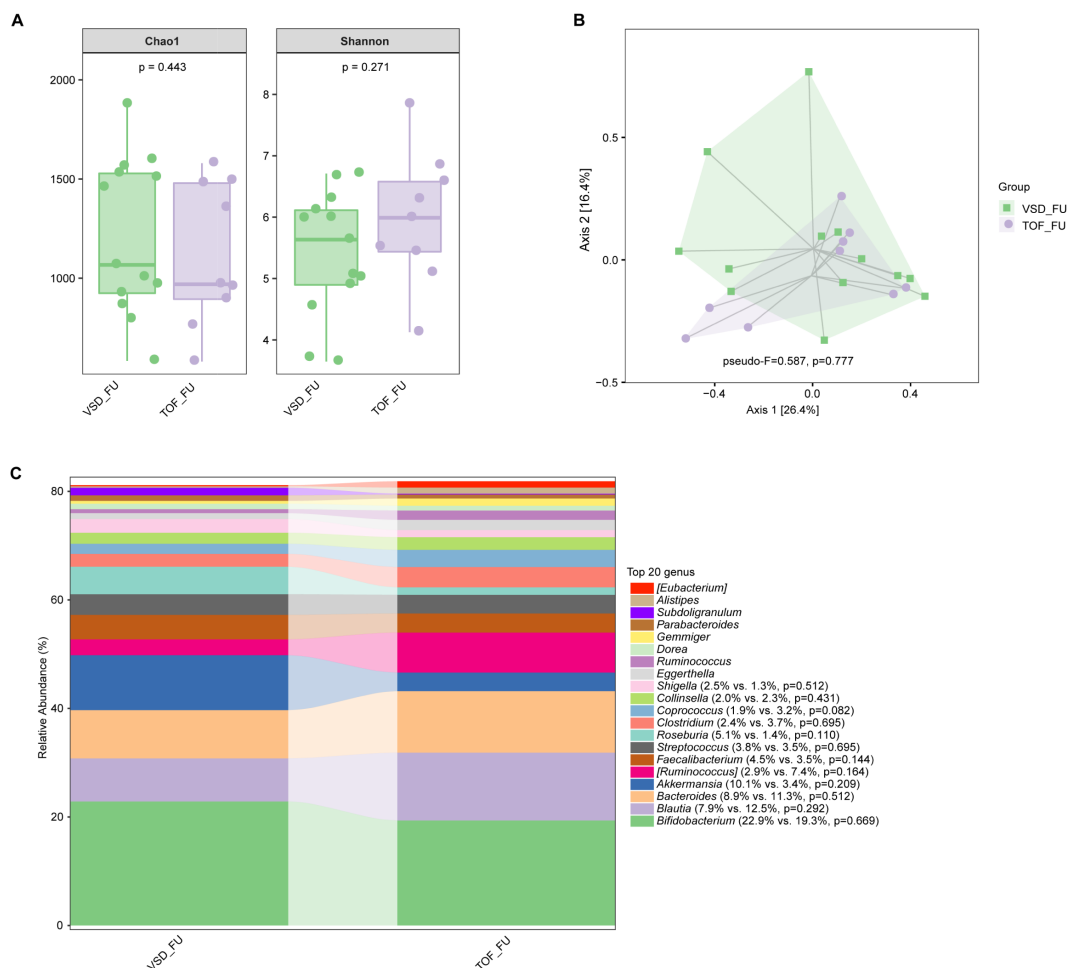 A
Chao1
Shannon
p = 0.443
p = 0.271
2000
1500
1000
8
7
6
5
4
VSD_FU
TOF_FU
VSD_FU
TOF_FU
B
Axis 2 [16.4%]
0.5
0.0
−0.5
pseudo-F=0.587, p=0.777
−0.4
0.0
0.4
Axis 1 [26.4%]
Group
VSD_FU
TOF_FU
C
Relative Abundance (%)
80
60
40
20
0
VSD_FU
TOF_FU
Top 20 genus
[Eubacterium]
Alistipes
Subdoligranulum
Parabacteroides
Gemmiger
Dorea
Ruminococcus
Eggerthella
Shigella (2.5% vs. 1.3%, p=0.512)
Collinsella (2.0% vs. 2.3%, p=0.431)
Coprococcus (1.9% vs. 3.2%, p=0.082)
Clostridium (2.4% vs. 3.7%, p=0.695)
Roseburia (5.1% vs. 1.4%, p=0.110)
Streptococcus (3.8% vs. 3.5%, p=0.695)
Faecalibacterium (4.5% vs. 3.5%, p=0.144)
[Ruminococcus] (2.9% vs. 7.4%, p=0.164)
Akkermansia (10.1% vs. 3.4%, p=0.209)
Bacteroides (8.9% vs. 11.3%, p=0.512)
Blautia (7.9% vs. 12.5%, p=0.292)
Bifidobacterium (22.9% vs. 19.3%, p=0.669)